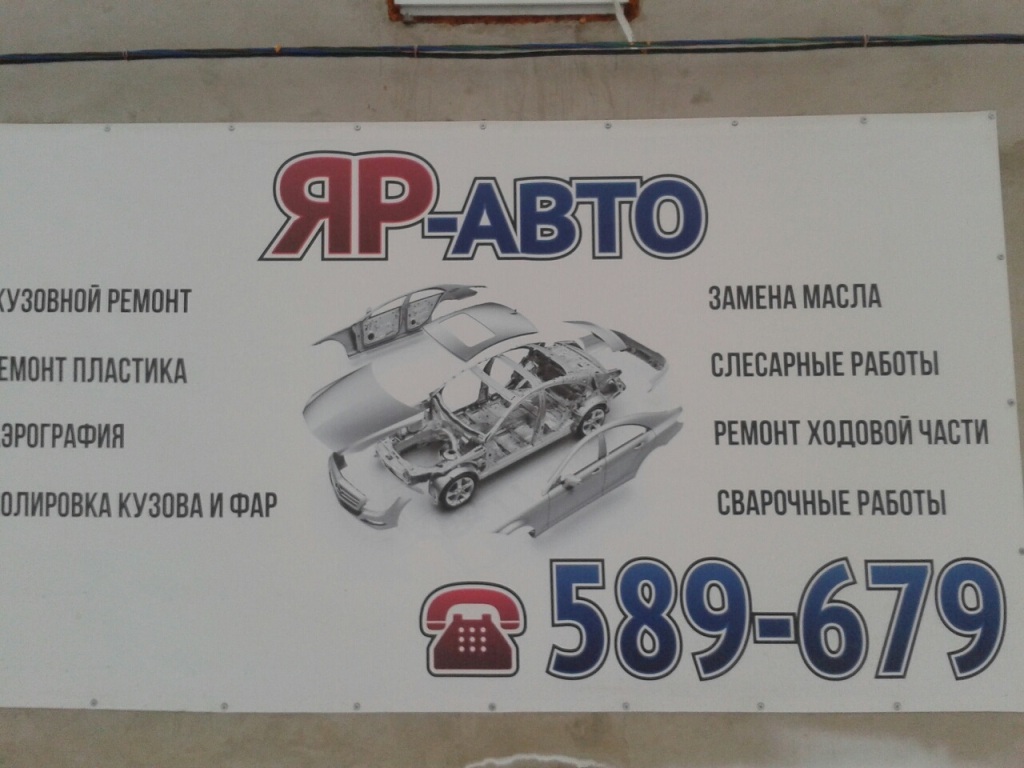 ЯР-АВТО
КУЗОВНОЙ РЕМОНТ
ЕМОНТ ПЛАСТИКА
ЭРОГРАФИЯ
ОЛИРОВКА КУЗОВА И ФАР
ЗАМЕНА МАСЛА
СЛЕСАРНЫЕ РАБОТЫ
РЕМОНТ ХОДОВОЙ ЧАСТИ
СВАРОЧНЫЕ РАБОТЫ
589-679